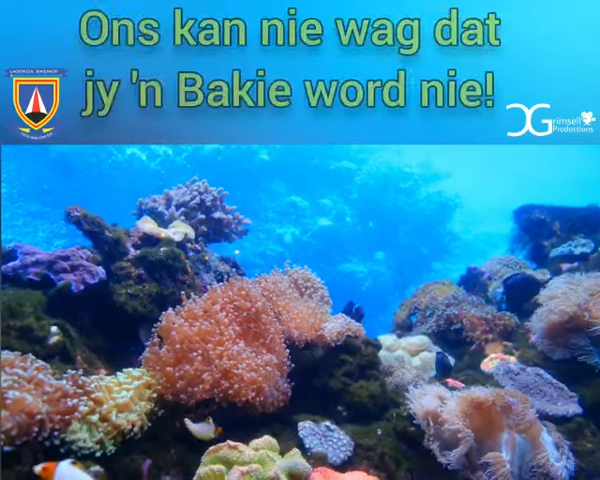 Ons kan nie wag dat
jy 'n Bakie word nie!
Grimsell
Productions